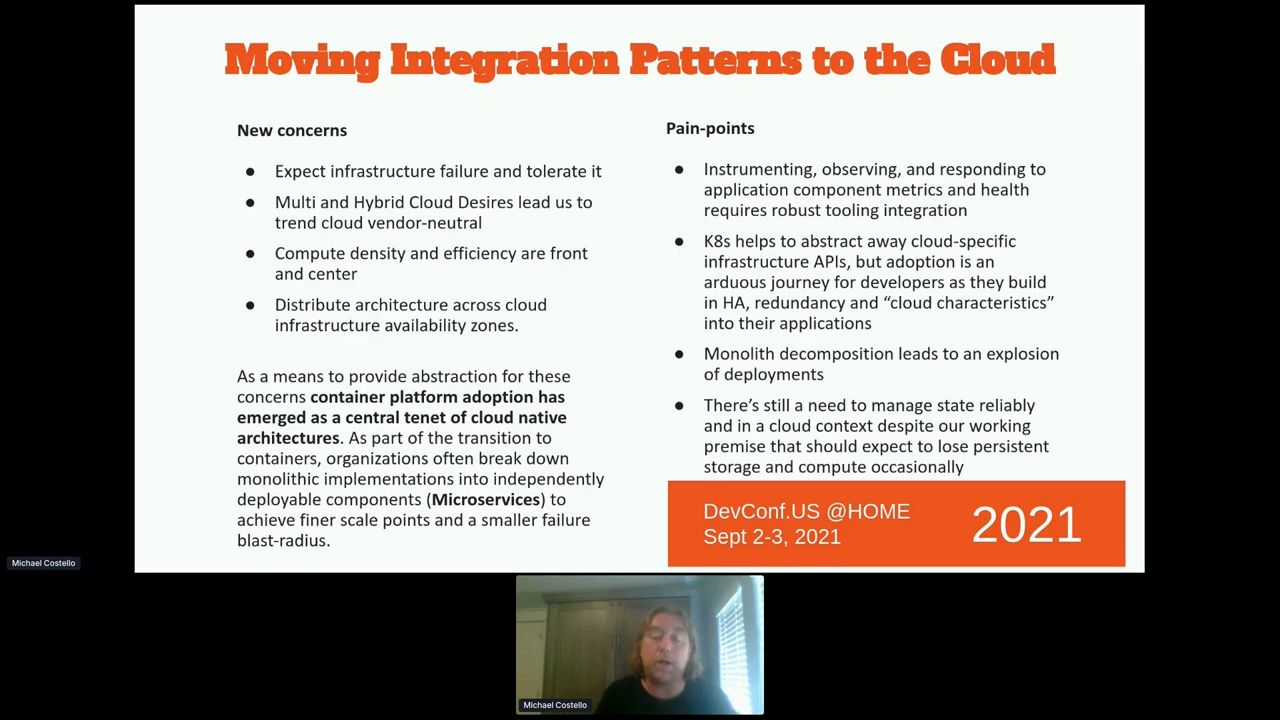 Moving Integration Patterns to the Cloud
New concerns
● Expect infrastructure failure and tolerate it
● Multi and Hybrid Cloud Desires lead us to
trend cloud vendor-neutral
● Compute density and efficiency are front
and center
● Distribute architecture across cloud
infrastructure availability zones.
As a means to provide abstraction for these
concerns container platform adoption has
emerged as a central tenet of cloud native
architectures. As part of the transition to
containers, organizations often break down
monolithic implementations into independently
deployable components (Microservices) to
achieve finer scale points and a smaller failure
blast-radius.
Pain-points
● Instrumenting, observing, and responding to
application component metrics and health
requires robust tooling integration
● K8s helps to abstract away cloud-specific
infrastructure APIs, but adoption is an
arduous journey for developers as they build
in HA, redundancy and “cloud characteristics”
into their applications
● Monolith decomposition leads to an explosion
of deployments
● There’s still a need to manage state reliably
and in a cloud context despite our working
premise that should expect to lose persistent
storage and compute occasionally
DevConf.US @HOME
Sept 2-3, 2021
2021
Michael Costello
Michael Costello